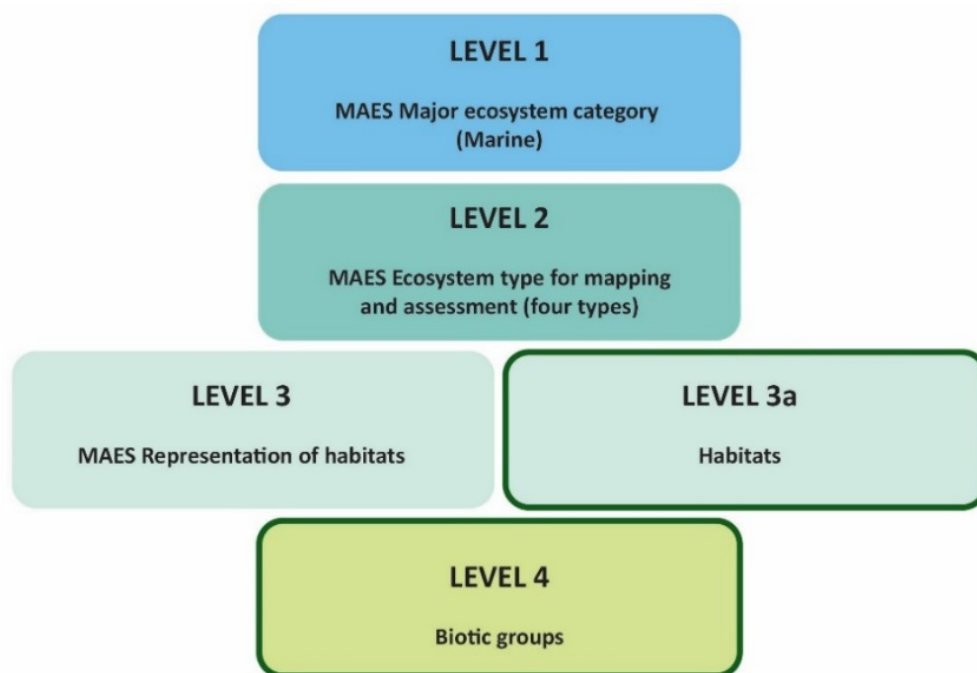 LEVEL 1
MAES Major ecosystem category
(Marine)
LEVEL 2
MAES Ecosystem type for mapping
and assessment (four types)
LEVEL 3
MAES Representation of habitats
LEVEL 3a
Habitats
LEVEL 4
Biotic groups